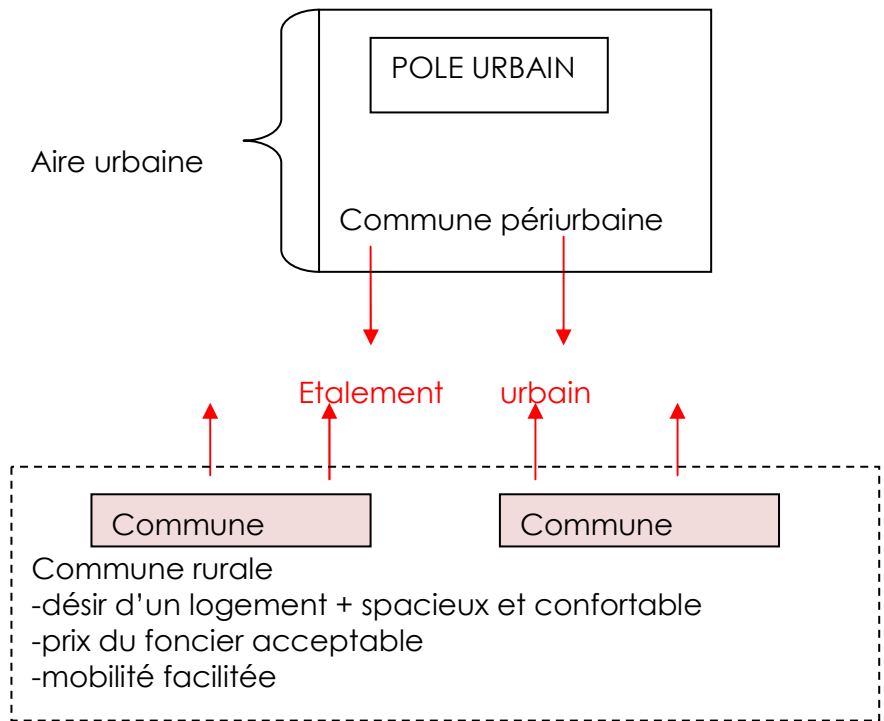 POLE URBAIN
Aire urbaine
Commune périurbaine
Etalement urbain
Commune
Commune
Commune rurale
-désir d'un logement + spacieux et confortable
-prix du foncier acceptable
-mobilité facilitée